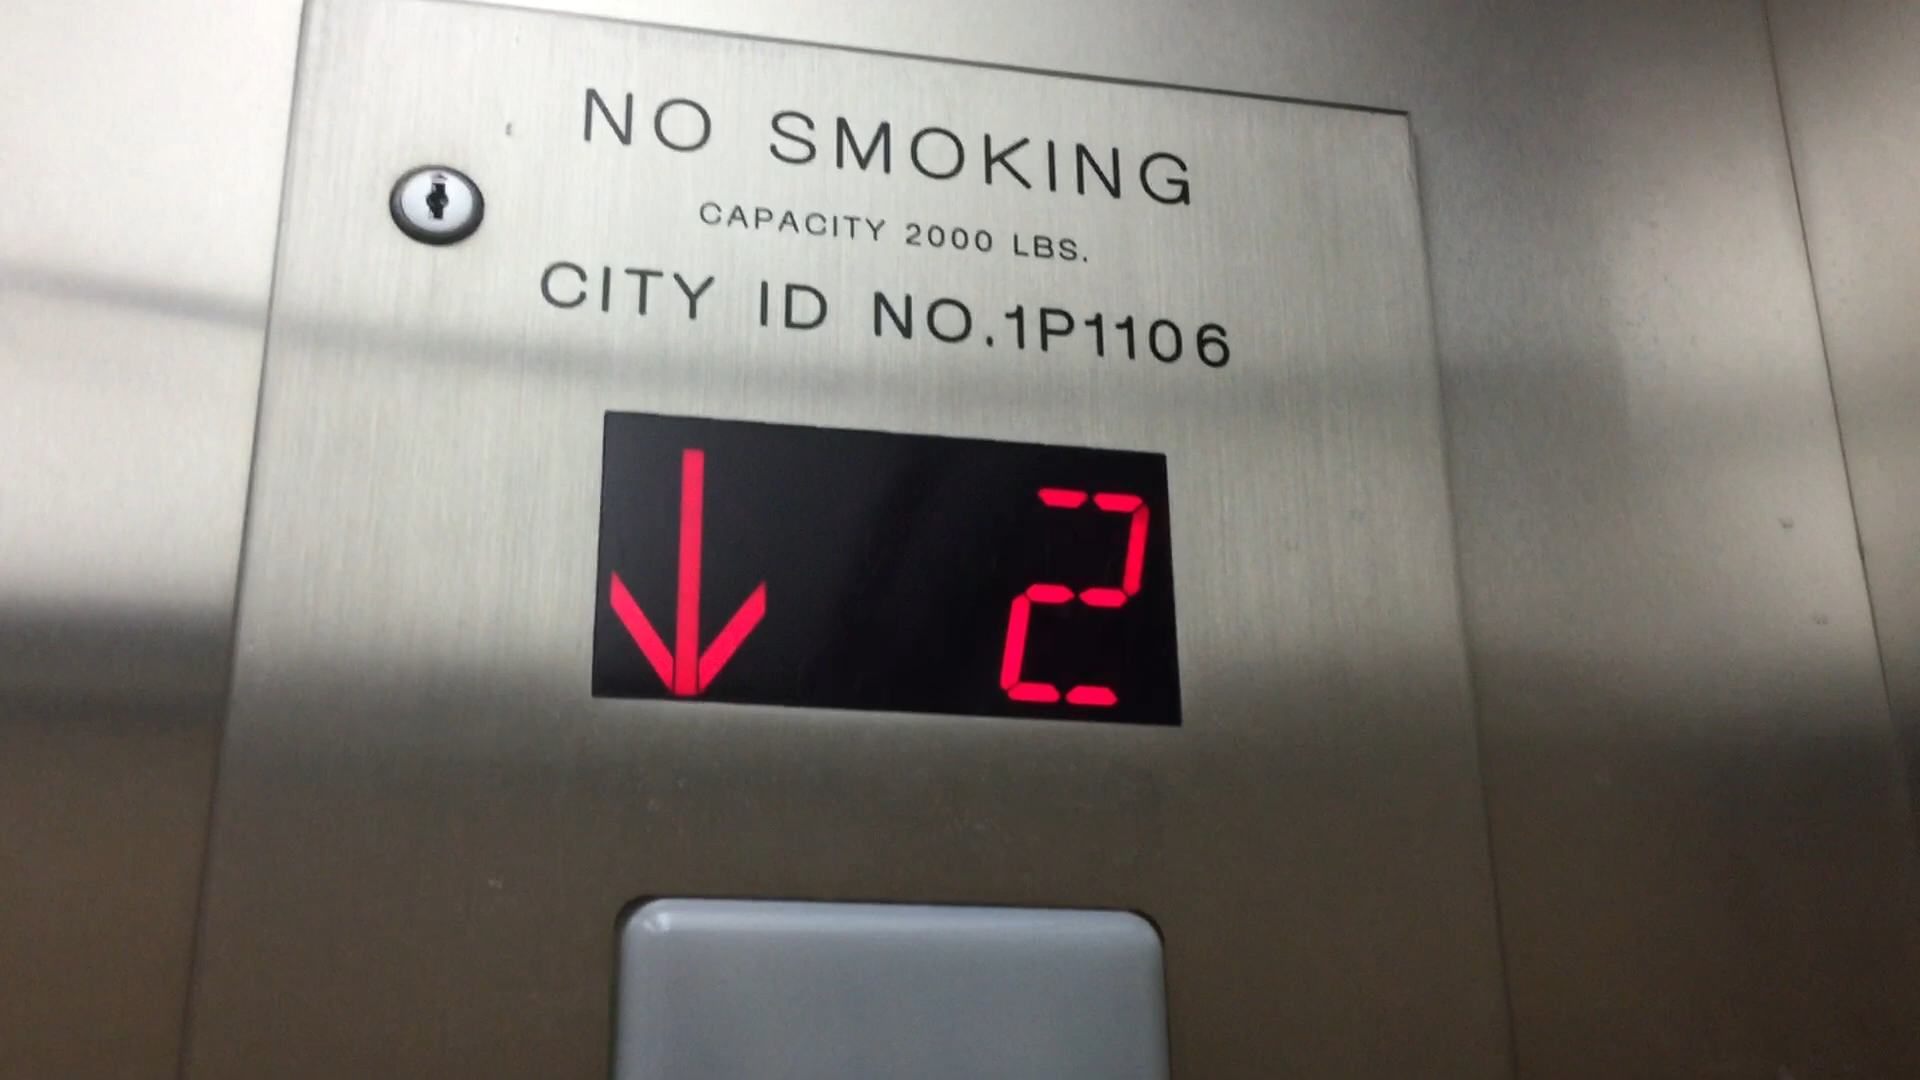 NO SMOKING
CAPACITY 2000 LBS.
CITY ID NO.1P1106
↓ 2